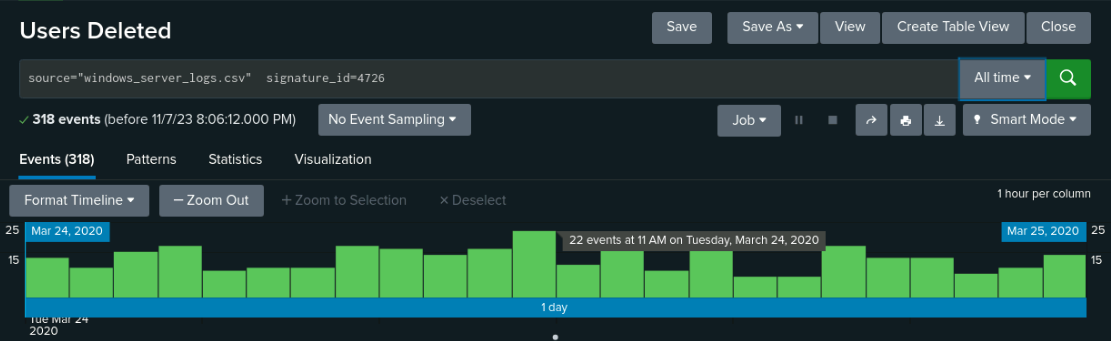 Users Deleted
Save
Save As
View
Create Table View
Close
source="windows_server_logs.csv"  signature_id=4726
All time
318 events (before 11/7/23 8:06:12.000 PM)
No Event Sampling
Job
Smart Mode
Events (318)
Patterns
Statistics
Visualization
Format Timeline
— Zoom Out
+ Zoom to Selection
× Deselect
1 hour per column
25
Mar 24, 2020
Mar 25, 2020
25
22 events at 11 AM on Tuesday, March 24, 2020
15
15
1 day
Tue Mar 24
2020